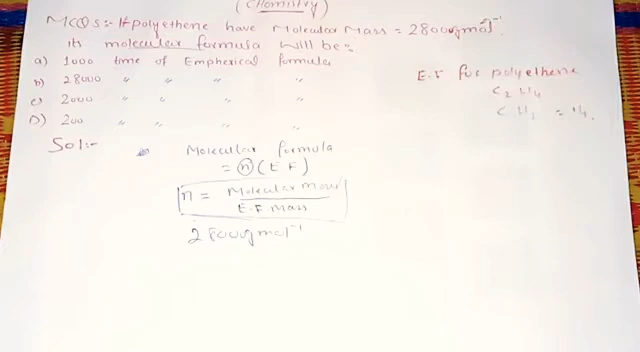 (Chemistry)
MCQS:- If polyethene have Molecular Mass = 28000gmol⁻¹
its molecular formula will be:
a) 1000 time of Empherical formula
b) 28000 " " " "
c) 2000 " " " "
D) 200 " " " "
E.F for polyethene
C₂H₄
CH₂ = 14
Sol:-
Molecular formula
= n (E F)
n = Molecular mass / E.F. Mass
28000gmol⁻¹